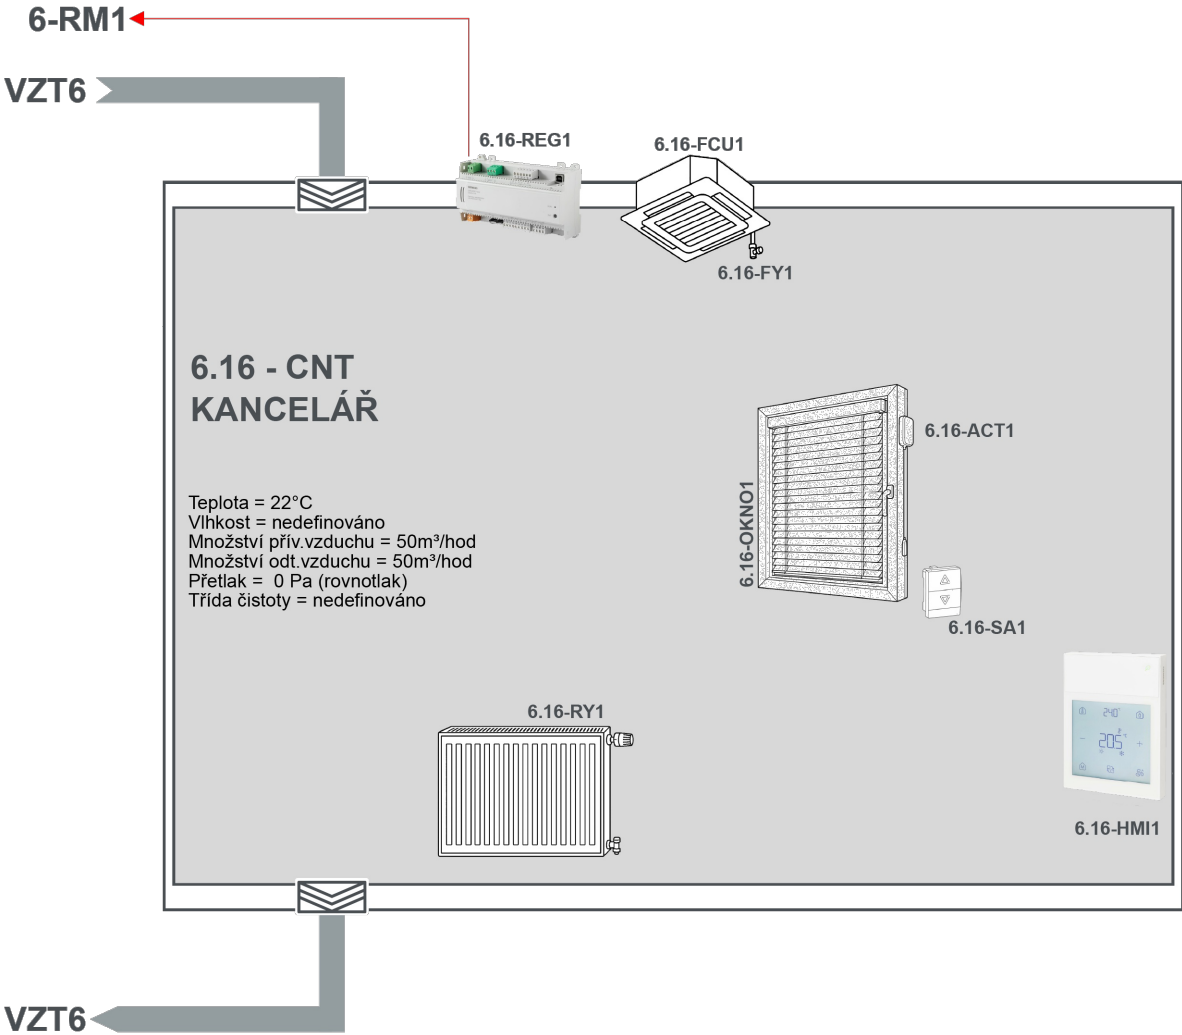 6-RM1
VZT6
6.16-REG1
6.16-FCU1
6.16-FY1
6.16 - CNT
KANCELÁŘ
6.16-ACT1
6.16-OKNO1
Teplota = 22°C
Vlhkost = nedefinováno
Množství přív.vzduchu = 50m³/hod
Množství odt.vzduchu = 50m³/hod
Přetlak = 0 Pa (rovnotlak)
Třída čistoty = nedefinováno
6.16-SA1
6.16-RY1
240°
205
6.16-HMI1
VZT6